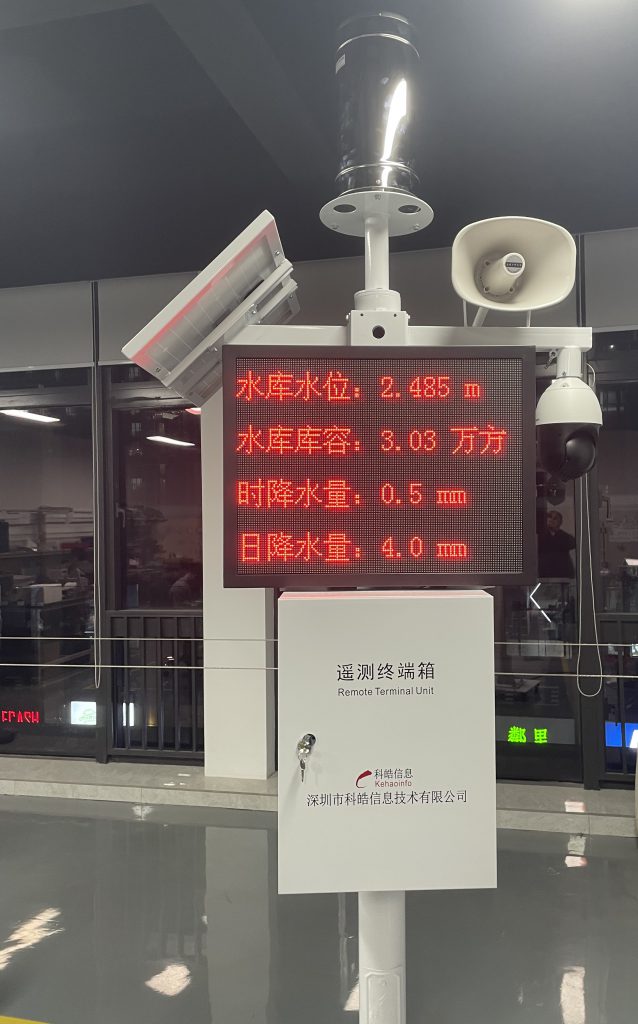 水库水位：2.485 m
水库库容：3.03 万方
时降水量：0.5 mm
日降水量：4.0 mm
遥测终端箱
Remote Terminal Unit
科皓信息
Kehaoinfo
深圳市科皓信息技术有限公司